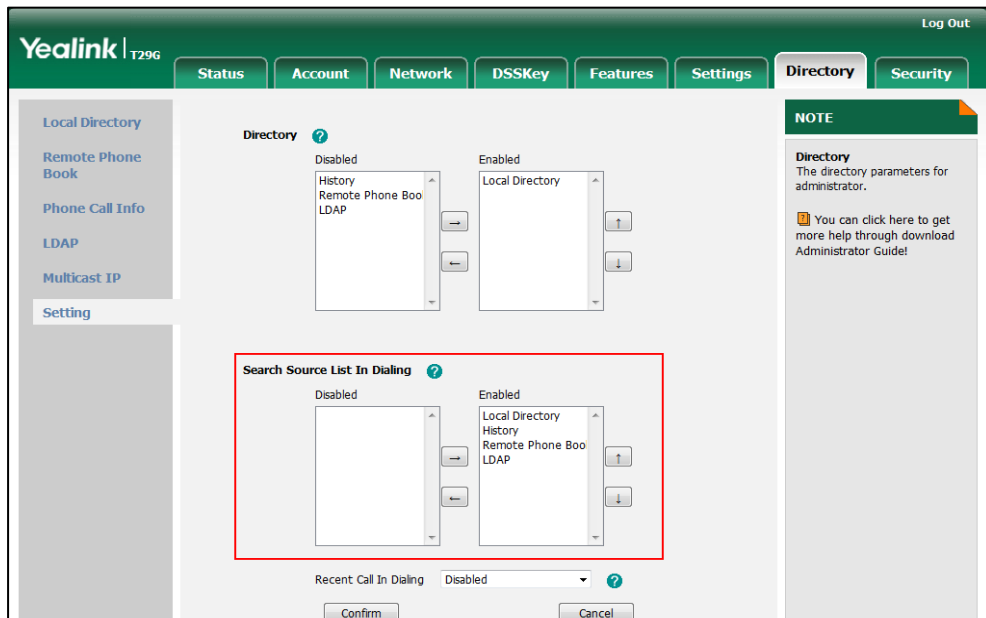 Log Out
Yealink T29G
Status Account Network DSSKey Features Settings Directory Security
Local Directory
Remote Phone
Book
Phone Call Info
LDAP
Multicast IP
Setting
Directory ?
Disabled Enabled
History
Remote Phone Boo
LDAP
Local Directory
→
←
↑
↓
Search Source List In Dialing ?
Disabled Enabled
Local Directory
History
Remote Phone Boo
LDAP
→
←
↑
↓
Recent Call In Dialing Disabled ?
Confirm Cancel
NOTE
Directory
The directory parameters for
administrator.
? You can click here to get
more help through download
Administrator Guide!